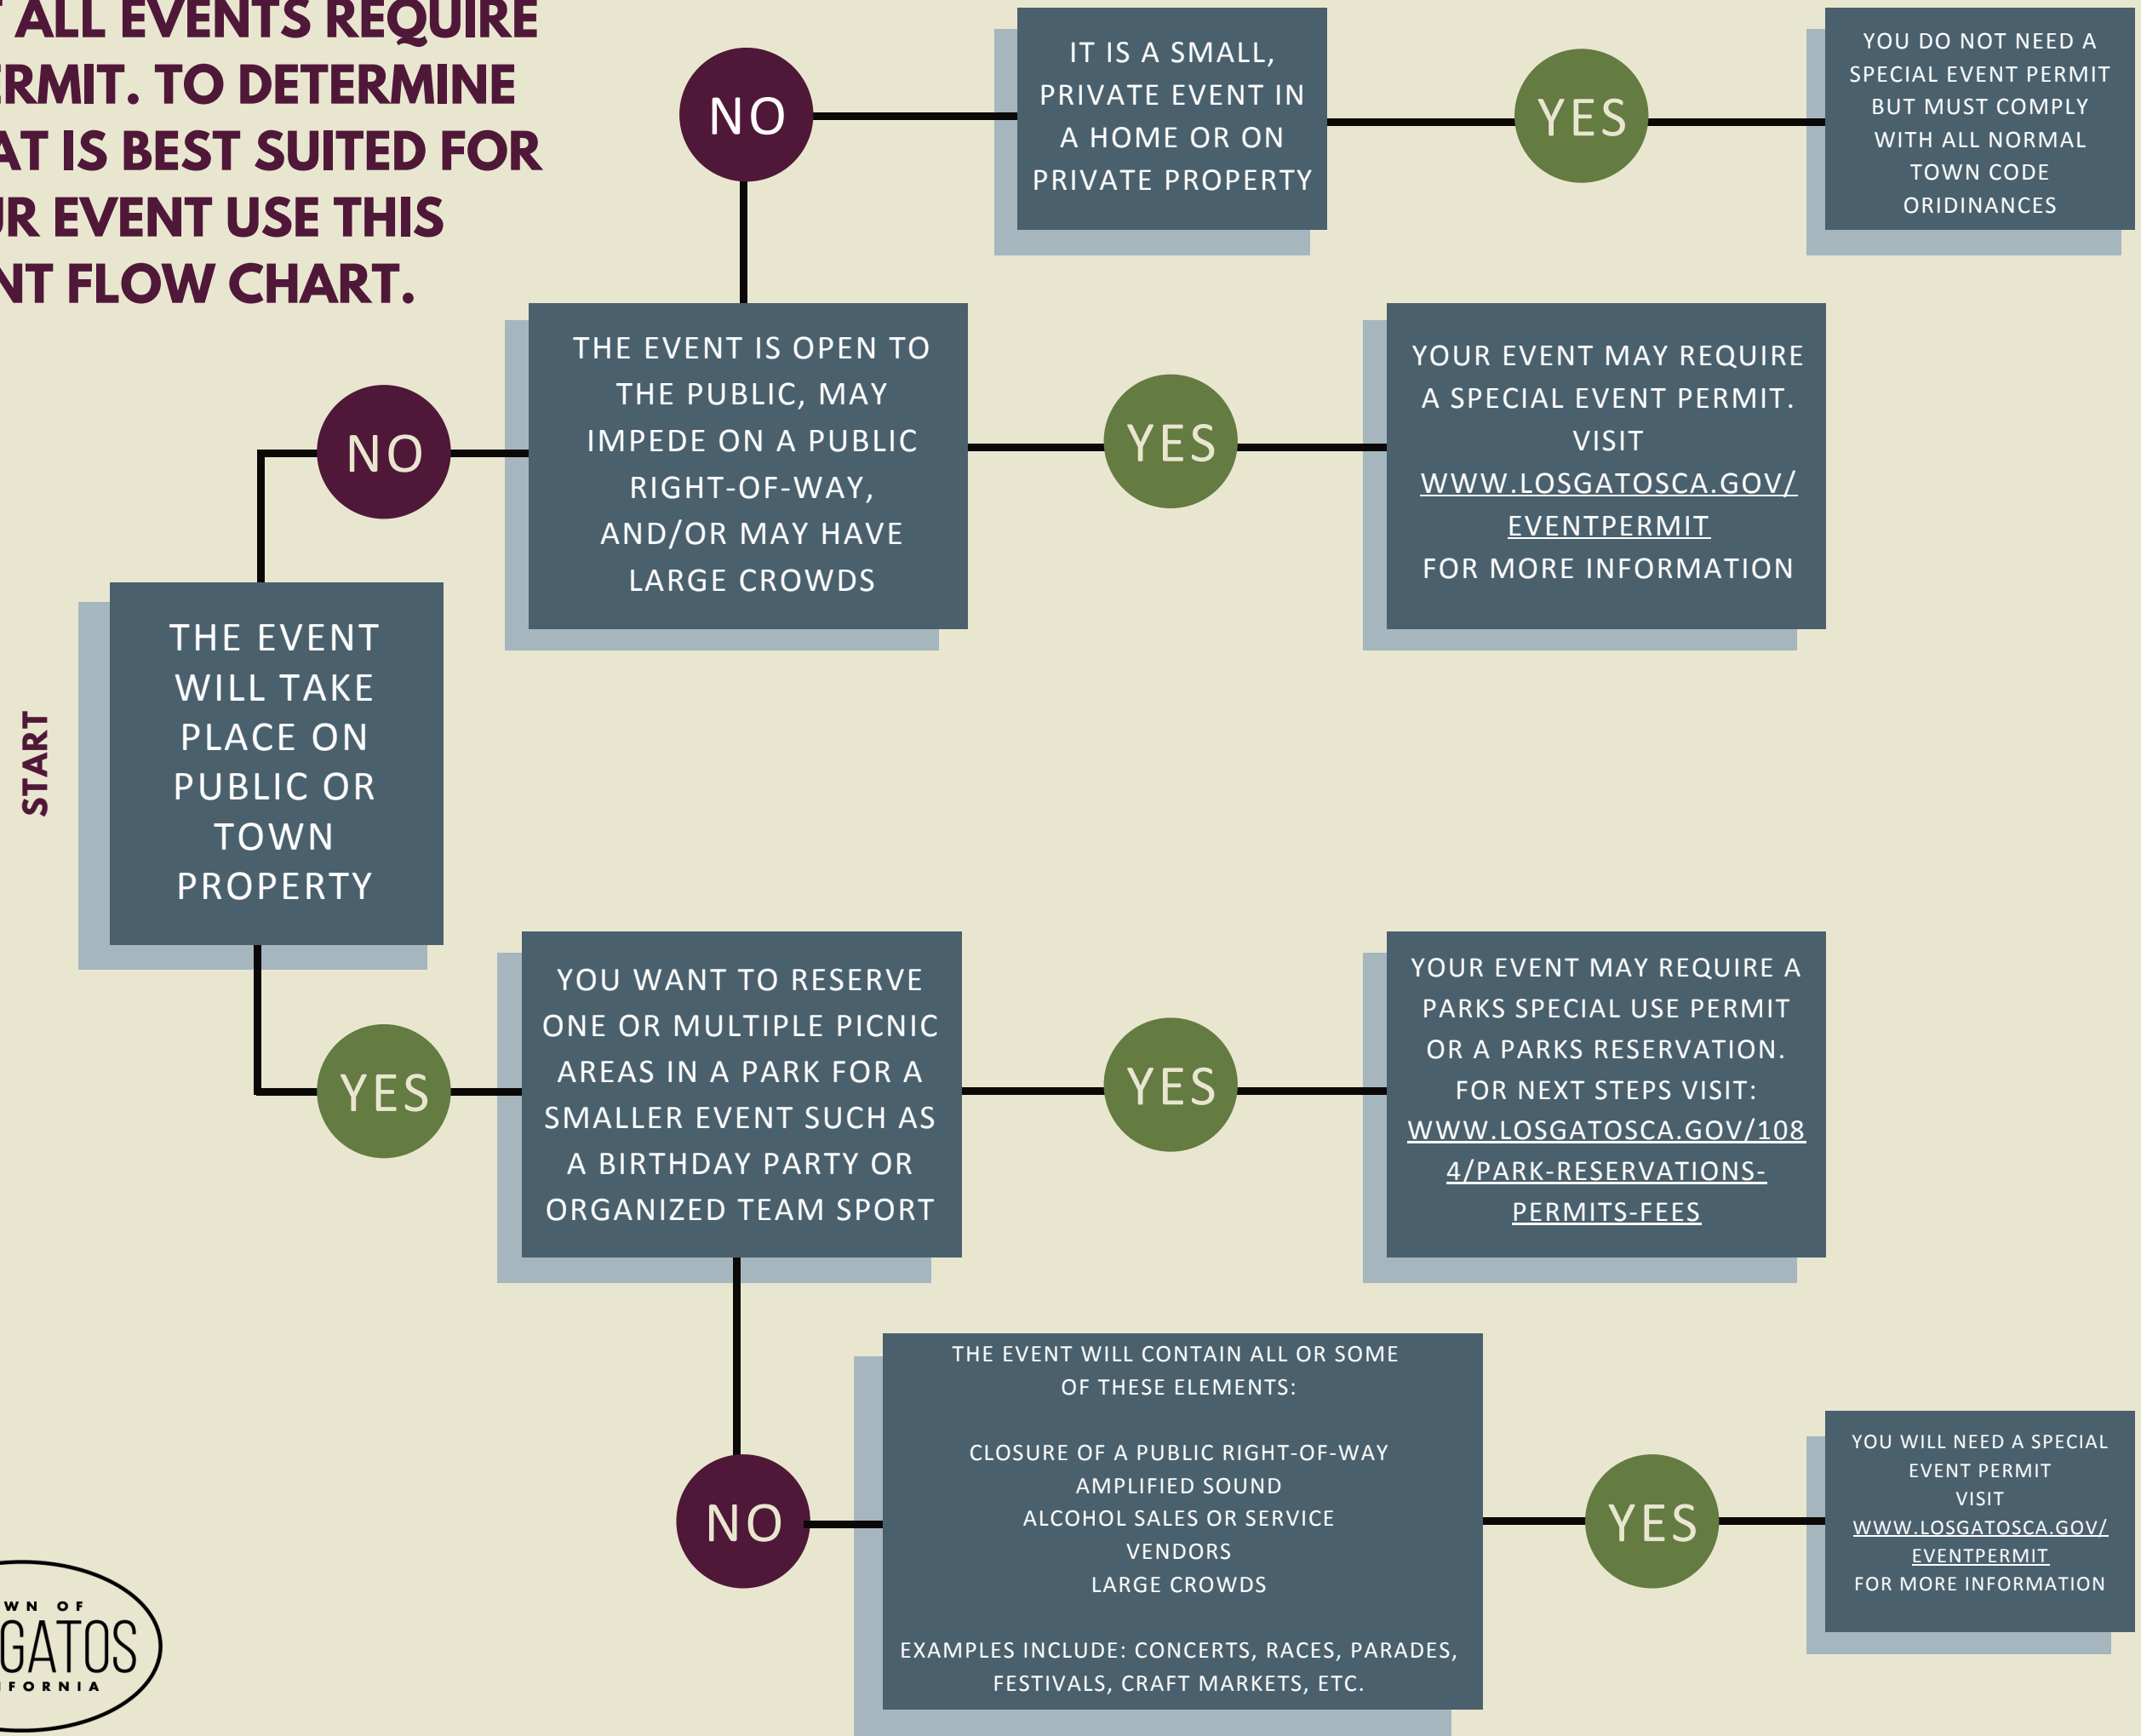 T ALL EVENTS REQUIRE
ERMIT. TO DETERMINE
AT IS BEST SUITED FOR
UR EVENT USE THIS
NT FLOW CHART.
NO
IT IS A SMALL,
PRIVATE EVENT IN
A HOME OR ON
PRIVATE PROPERTY
YES
YOU DO NOT NEED A
SPECIAL EVENT PERMIT
BUT MUST COMPLY
WITH ALL NORMAL
TOWN CODE
ORIDINANCES
NO
THE EVENT IS OPEN TO
THE PUBLIC, MAY
IMPEDE ON A PUBLIC
RIGHT-OF-WAY,
AND/OR MAY HAVE
LARGE CROWDS
YES
YOUR EVENT MAY REQUIRE
A SPECIAL EVENT PERMIT.
VISIT
WWW.LOSGATOSCA.GOV/
EVENTPERMIT
FOR MORE INFORMATION
START
THE EVENT
WILL TAKE
PLACE ON
PUBLIC OR
TOWN
PROPERTY
YES
YOU WANT TO RESERVE
ONE OR MULTIPLE PICNIC
AREAS IN A PARK FOR A
SMALLER EVENT SUCH AS
A BIRTHDAY PARTY OR
ORGANIZED TEAM SPORT
YES
YOUR EVENT MAY REQUIRE A
PARKS SPECIAL USE PERMIT
OR A PARKS RESERVATION.
FOR NEXT STEPS VISIT:
WWW.LOSGATOSCA.GOV/108
4/PARK-RESERVATIONS-
PERMITS-FEES
NO
THE EVENT WILL CONTAIN ALL OR SOME
OF THESE ELEMENTS:
CLOSURE OF A PUBLIC RIGHT-OF-WAY
AMPLIFIED SOUND
ALCOHOL SALES OR SERVICE
VENDORS
LARGE CROWDS
EXAMPLES INCLUDE: CONCERTS, RACES, PARADES,
FESTIVALS, CRAFT MARKETS, ETC.
YES
YOU WILL NEED A SPECIAL
EVENT PERMIT
VISIT
WWW.LOSGATOSCA.GOV/
EVENTPERMIT
FOR MORE INFORMATION
WN OF
GATOS
IFORNIA